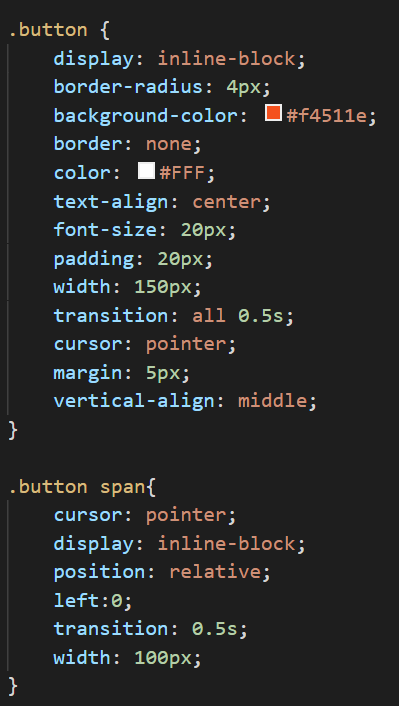 .button {
    display: inline-block;
    border-radius: 4px;
    background-color: #f4511e;
    border: none;
    color: #FFF;
    text-align: center;
    font-size: 20px;
    padding: 20px;
    width: 150px;
    transition: all 0.5s;
    cursor: pointer;
    margin: 5px;
    vertical-align: middle;
}

.button span{
    cursor: pointer;
    display: inline-block;
    position: relative;
    left:0;
    transition: 0.5s;
    width: 100px;
}